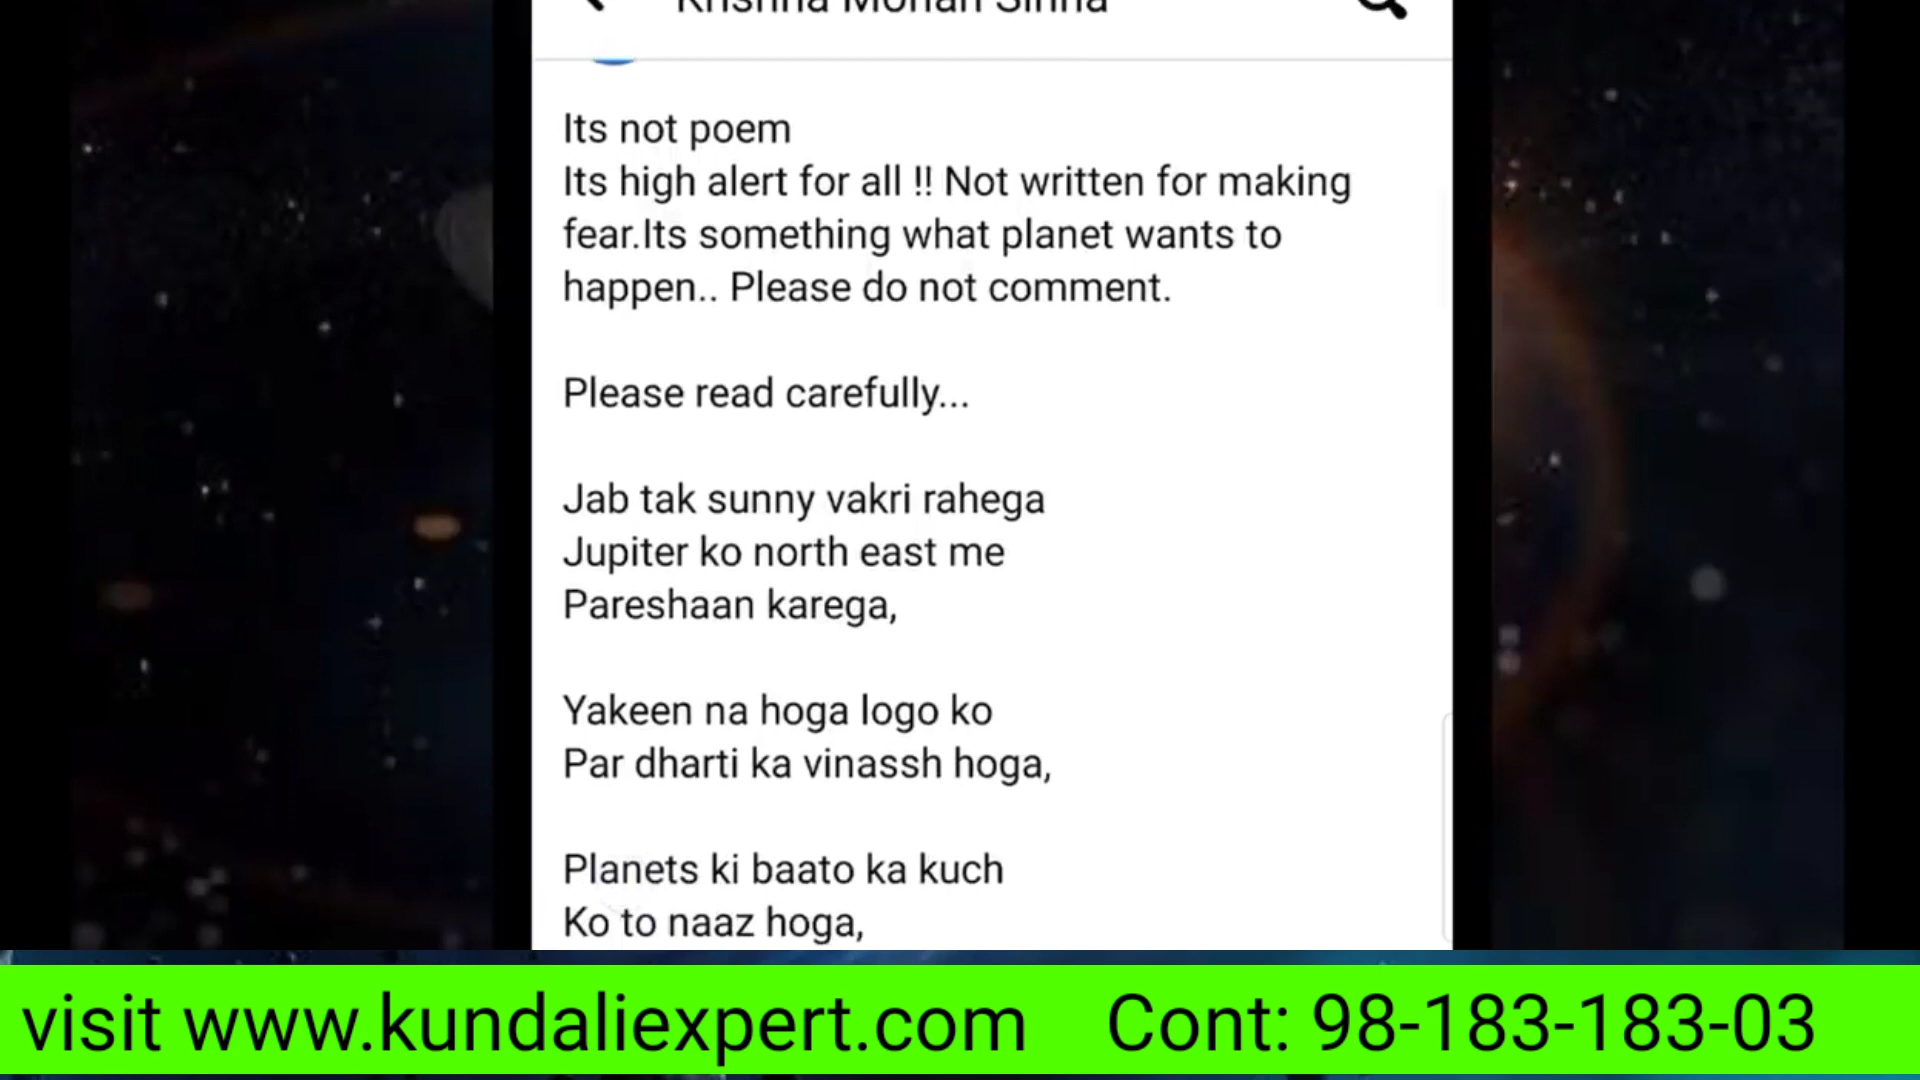 Krishna Mohan Sinha
Its not poem
Its high alert for all !! Not written for making
fear.Its something what planet wants to
happen.. Please do not comment.
Please read carefully...
Jab tak sunny vakri rahega
Jupiter ko north east me
Pareshaan karega,
Yakeen na hoga logo ko
Par dharti ka vinassh hoga,
Planets ki baato ka kuch
Ko to naaz hoga,
visit www.kundaliexpert.com Cont: 98-183-183-03